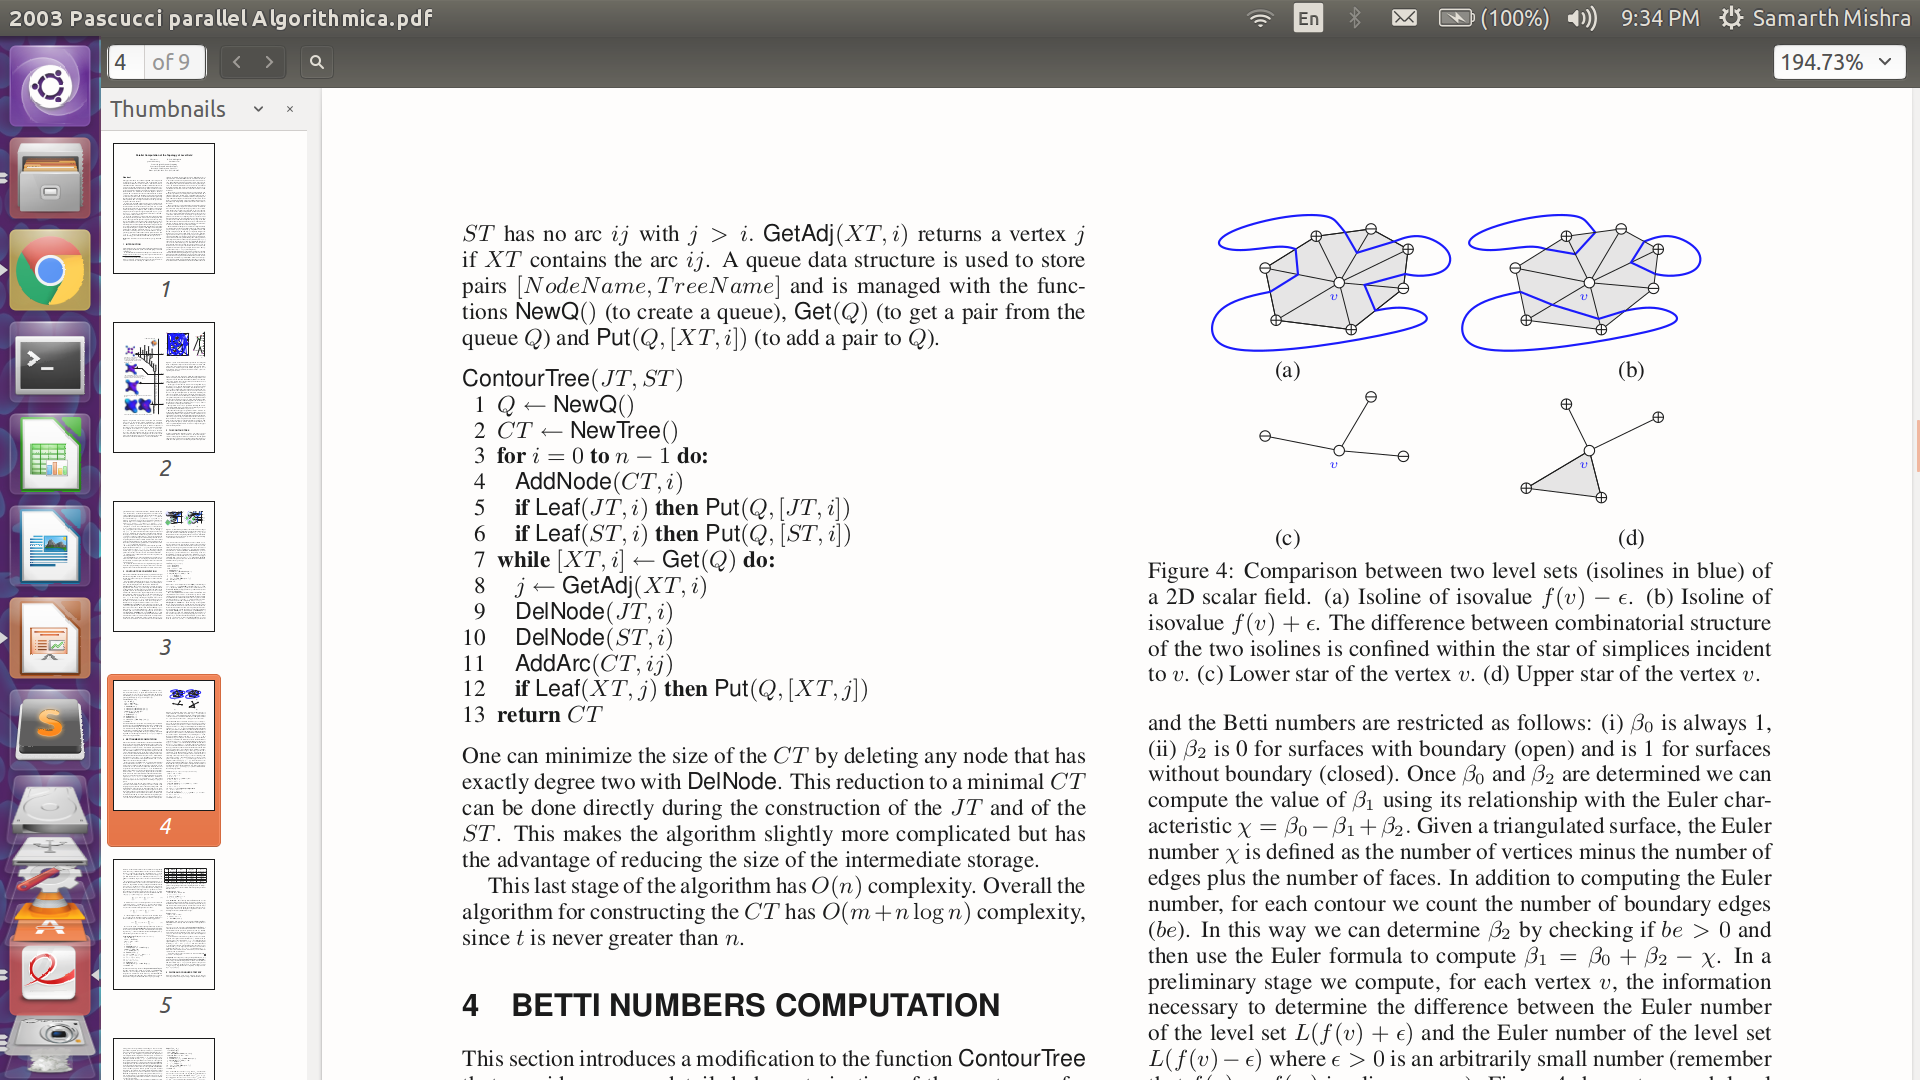 2003 Pascucci parallel Algorithmica.pdf
En
(100%)
9:34 PM
Samarth Mishra
4 of 9
194.73%
Thumbnails
1
2
3
4
5
ST has no arc ij with j > i. GetAdj(XT, i) returns a vertex j
if XT contains the arc ij. A queue data structure is used to store
pairs [NodeName, TreeName] and is managed with the func-
tions NewQ() (to create a queue), Get(Q) (to get a pair from the
queue Q) and Put(Q, [XT, i]) (to add a pair to Q).
ContourTree(JT, ST)
1 Q ← NewQ()
2 CT ← NewTree()
3 for i = 0 to n − 1 do:
4 AddNode(CT, i)
5 if Leaf(JT, i) then Put(Q, [JT, i])
6 if Leaf(ST, i) then Put(Q, [ST, i])
7 while [XT, i] ← Get(Q) do:
8 j ← GetAdj(XT, i)
9 DelNode(JT, i)
10 DelNode(ST, i)
11 AddArc(CT, ij)
12 if Leaf(XT, j) then Put(Q, [XT, j])
13 return CT
One can minimize the size of the CT by deleting any node that has
exactly degree two with DelNode. This reduction to a minimal CT
can be done directly during the construction of the JT and of the
ST. This makes the algorithm slightly more complicated but has
the advantage of reducing the size of the intermediate storage.
This last stage of the algorithm has O(n) complexity. Overall the
algorithm for constructing the CT has O(m + n log n) complexity,
since t is never greater than n.
4 BETTI NUMBERS COMPUTATION
This section introduces a modification to the function ContourTree
v
v
(a)
(b)
v
v
(c)
(d)
Figure 4: Comparison between two level sets (isolines in blue) of
a 2D scalar field. (a) Isoline of isovalue f(v) − ϵ. (b) Isoline of
isovalue f(v) + ϵ. The difference between combinatorial structure
of the two isolines is confined within the star of simplices incident
to v. (c) Lower star of the vertex v. (d) Upper star of the vertex v.
and the Betti numbers are restricted as follows: (i) β₀ is always 1,
(ii) β₂ is 0 for surfaces with boundary (open) and is 1 for surfaces
without boundary (closed). Once β₀ and β₂ are determined we can
compute the value of β₁ using its relationship with the Euler char-
acteristic χ = β₀ − β₁ + β₂. Given a triangulated surface, the Euler
number χ is defined as the number of vertices minus the number of
edges plus the number of faces. In addition to computing the Euler
number, for each contour we count the number of boundary edges
(be). In this way we can determine β₂ by checking if be > 0 and
then use the Euler formula to compute β₁ = β₀ + β₂ − χ. In a
preliminary stage we compute, for each vertex v, the information
necessary to determine the difference between the Euler number
of the level set L(f(v) + ϵ) and the Euler number of the level set
L(f(v) − ϵ) where ϵ > 0 is an arbitrarily small number (remember